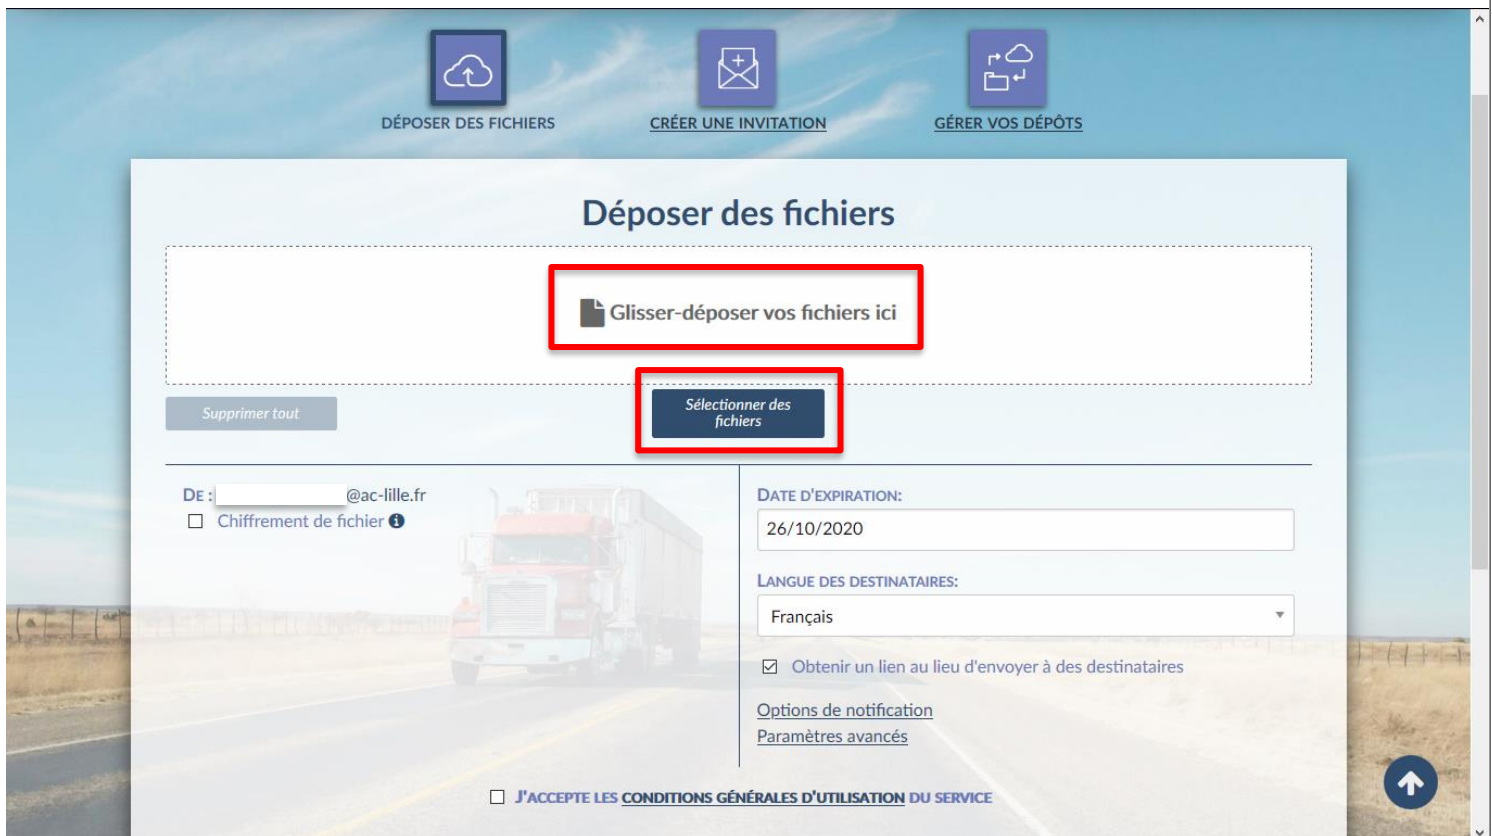 DÉPOSER DES FICHIERS
CRÉER UNE INVITATION
GÉRER VOS DÉPÔTS
Déposer des fichiers
Glisser-déposer vos fichiers ici
Supprimer tout
Sélectionner des
fichiers
DE : @ac-lille.fr
Chiffrement de fichier
DATE D'EXPIRATION:
26/10/2020
LANGUE DES DESTINATAIRES:
Français
Obtenir un lien au lieu d'envoyer à des destinataires
Options de notification
Paramètres avancés
J'ACCEPTE LES CONDITIONS GÉNÉRALES D'UTILISATION DU SERVICE